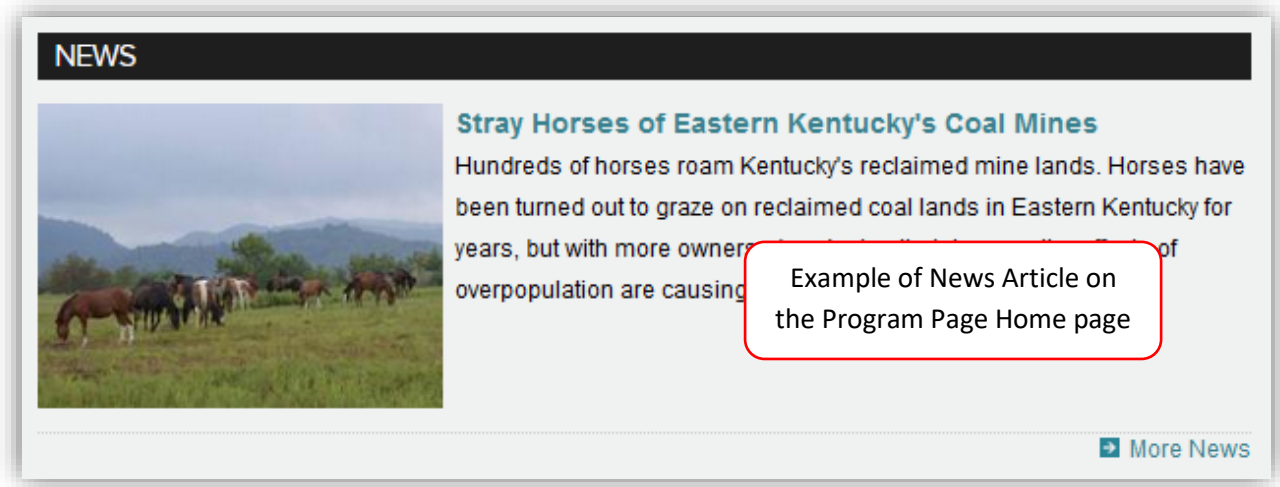 NEWS
Stray Horses of Eastern Kentucky's Coal Mines
Hundreds of horses roam Kentucky's reclaimed mine lands. Horses have
been turned out to graze on reclaimed coal lands in Eastern Kentucky for
years, but with more owners of
overpopulation are causing
Example of News Article on
the Program Page Home page
More News